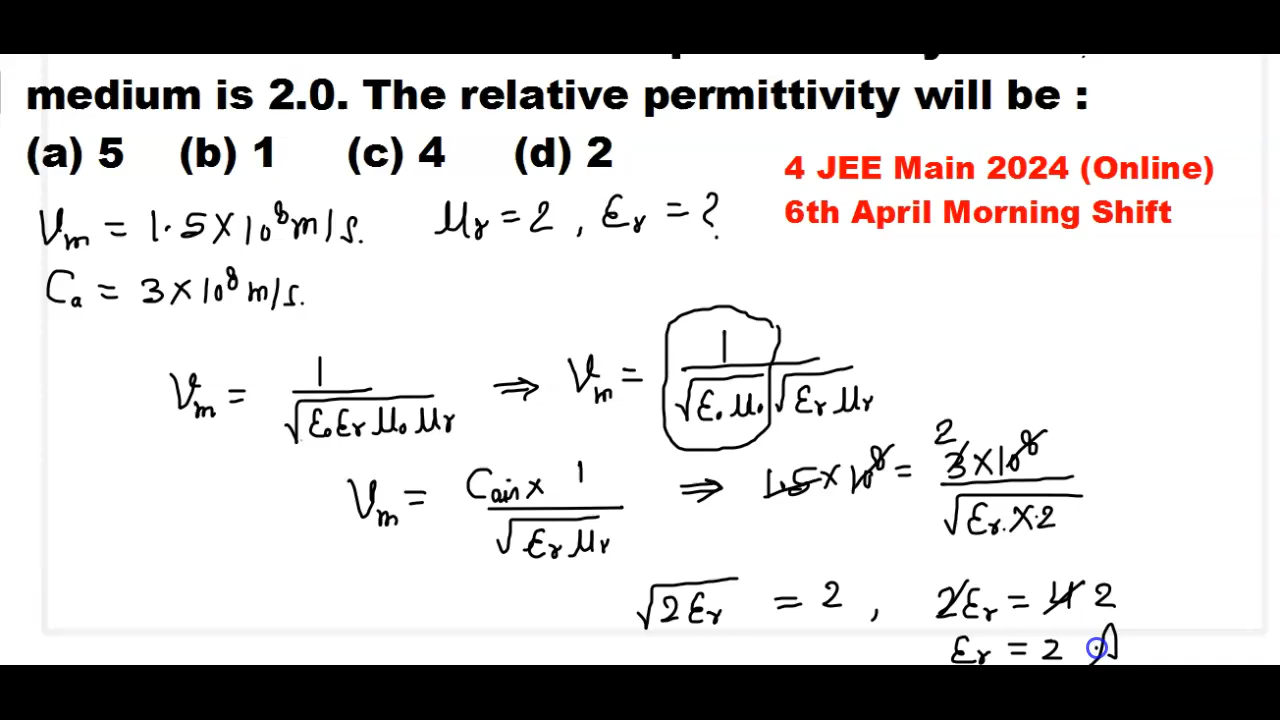 medium is 2.0. The relative permittivity will be :
(a) 5 (b) 1 (c) 4 (d) 2
4 JEE Main 2024 (Online)
6th April Morning Shift
Vm = 1.5 × 10⁸ m/s. μr = 2 , εr = ?
Ca = 3 × 10⁸ m/s.
Vm = 1/√(ε₀εrμ₀μr) ⇒ Vm = 1/(√(ε₀μ₀) √(εrμr))
Vm = Cair × 1/√(εrμr) ⇒ 1.5 × 10⁸ = 2 3 × 10⁸/√(εr × 2)
√(2εr) = 2 , 2εr = 4 2
εr = 2